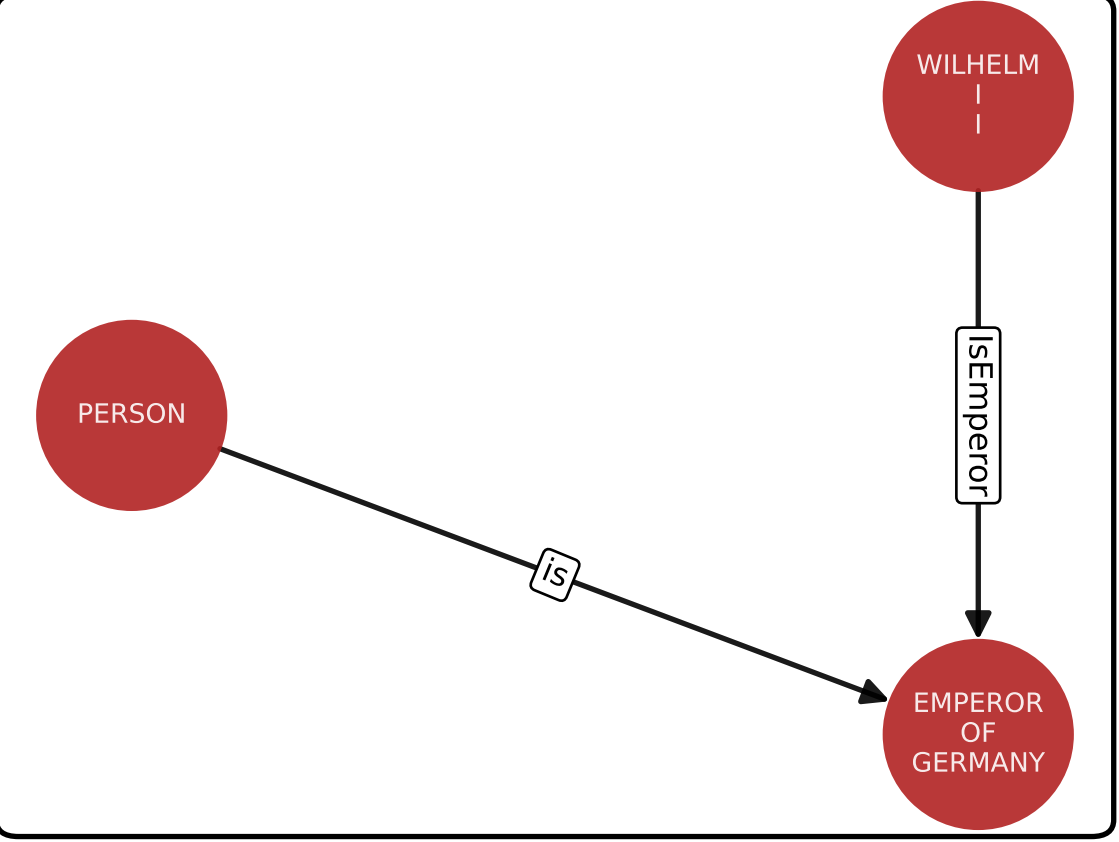 WILHELM
I
I
PERSON
IsEmperor
is
EMPEROR
OF
GERMANY